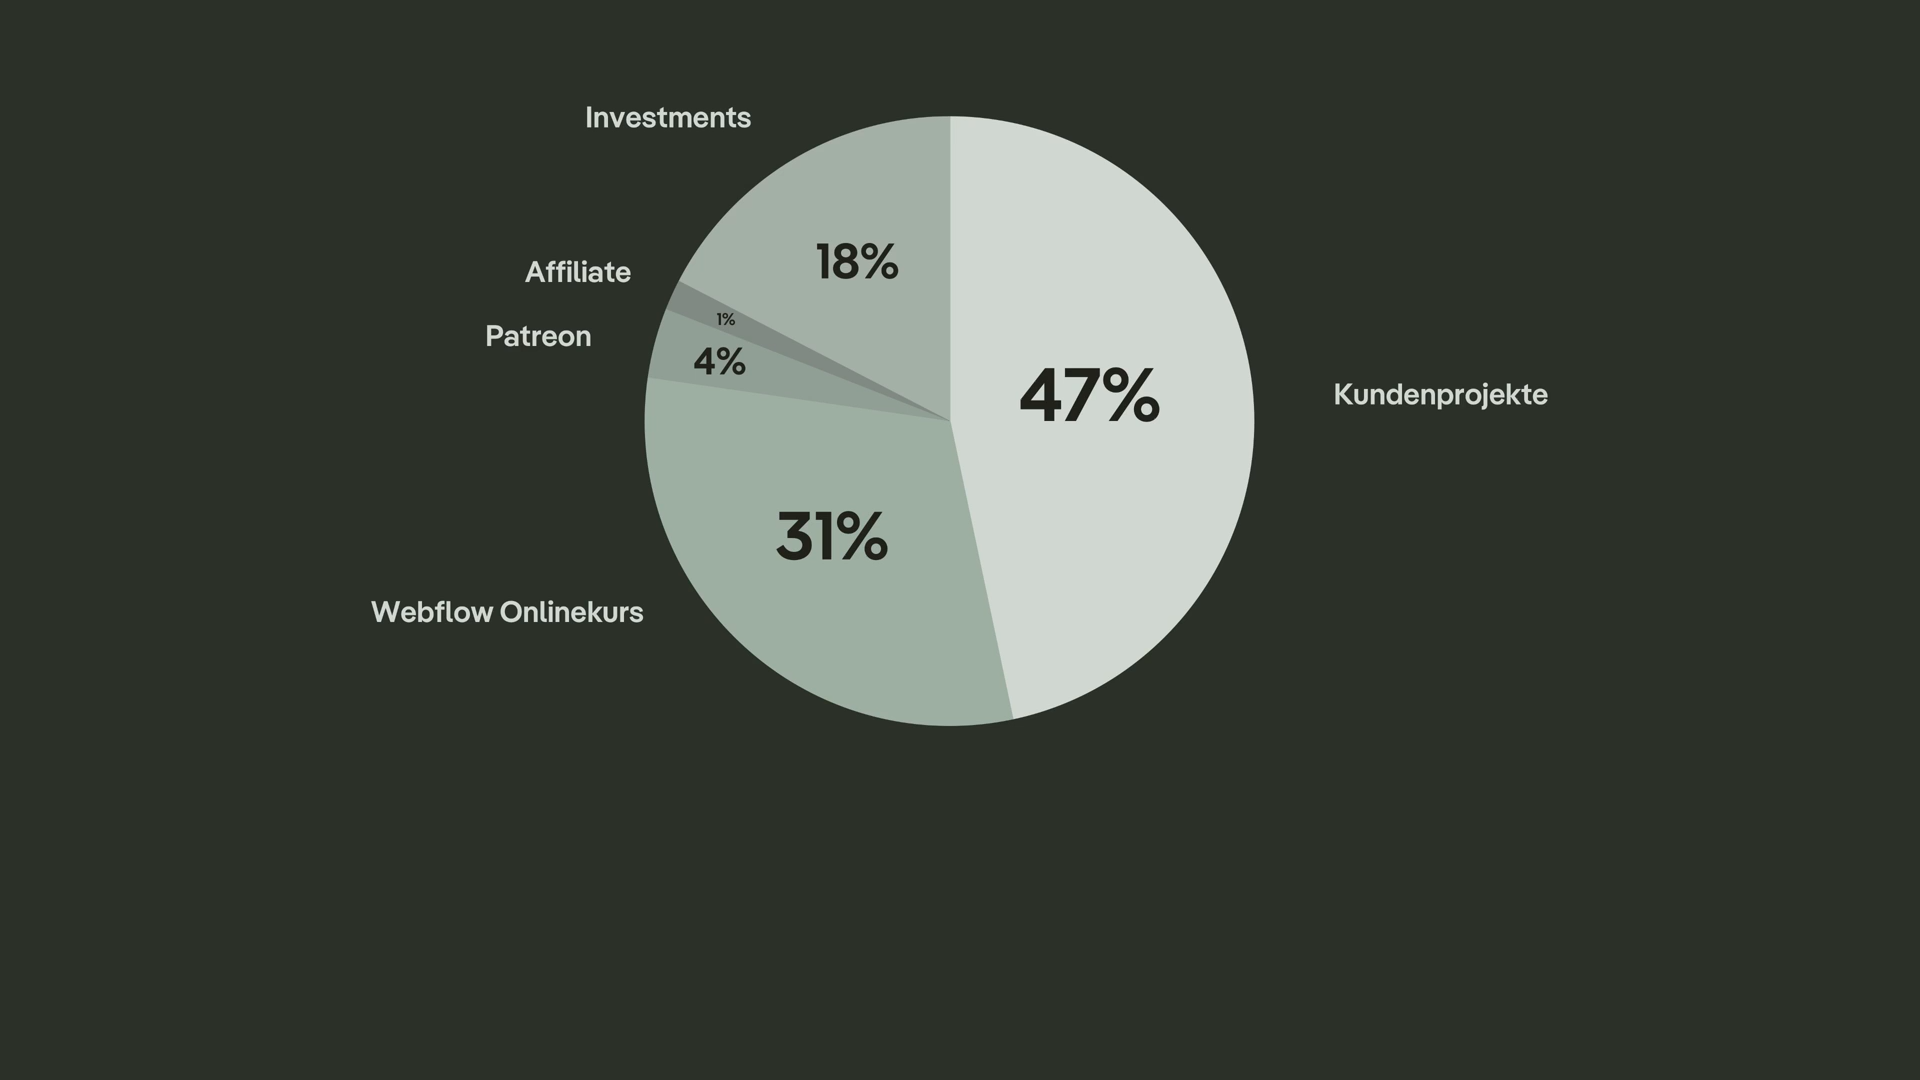 Investments
18%
Affiliate
1%
Patreon
4%
47%
Kundenprojekte
31%
Webflow Onlinekurs